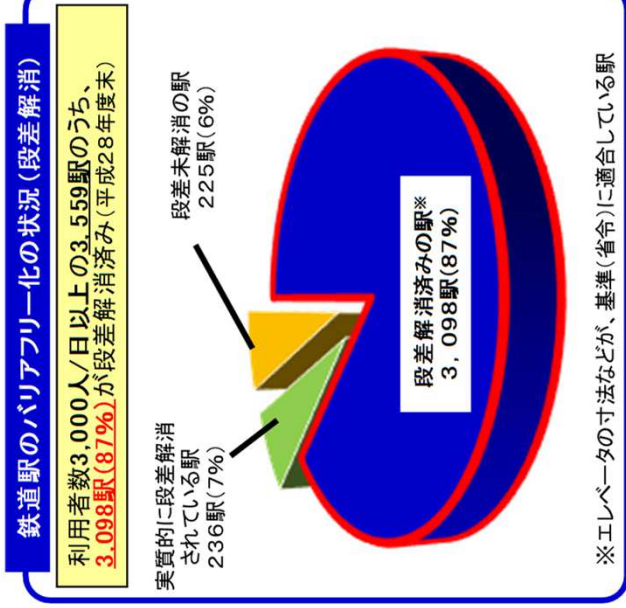 鉄道駅のバリアフリー化の状況(段差解消)
利用者数3,000人/日以上の3,559駅のうち、
3,098駅(87%)が段差解消済み(平成28年度末)
実質的に段差解消
されている駅
236駅(7%)
段差未解消の駅
225駅(6%)
段差解消済みの駅※
3,098駅(87%)
※エレベータの寸法などが、基準(省令)に適合している駅